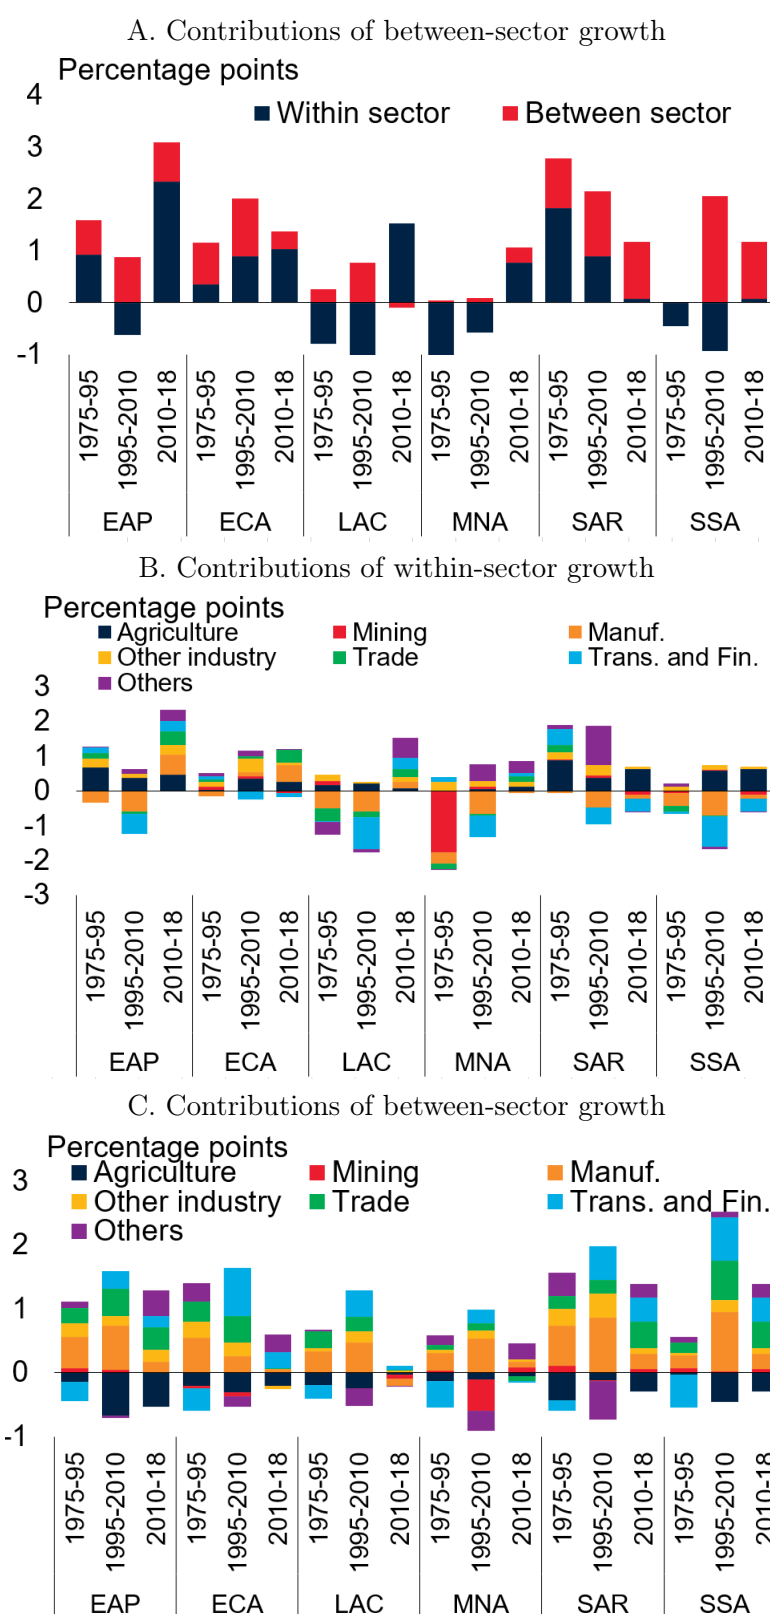 A. Contributions of between-sector growth
Percentage points
Within sector Between sector
4
3
2
1
0
-1
1975-95 1995-2010 2010-18 1975-95 1995-2010 2010-18 1975-95 1995-2010 2010-18 1975-95 1995-2010 2010-18 1975-95 1995-2010 2010-18 1975-95 1995-2010 2010-18
EAP ECA LAC MNA SAR SSA
B. Contributions of within-sector growth
Percentage points
Agriculture Mining Manuf.
Other industry Trade Trans. and Fin.
Others
3
2
1
0
-1
-2
-3
1975-95 1995-2010 2010-18 1975-95 1995-2010 2010-18 1975-95 1995-2010 2010-18 1975-95 1995-2010 2010-18 1975-95 1995-2010 2010-18 1975-95 1995-2010 2010-18
EAP ECA LAC MNA SAR SSA
C. Contributions of between-sector growth
Percentage points
Agriculture Mining Manuf.
Other industry Trade Trans. and Fin.
Others
3
2
1
0
-1
1975-95 1995-2010 2010-18 1975-95 1995-2010 2010-18 1975-95 1995-2010 2010-18 1975-95 1995-2010 2010-18 1975-95 1995-2010 2010-18 1975-95 1995-2010 2010-18
EAP ECA LAC MNA SAR SSA